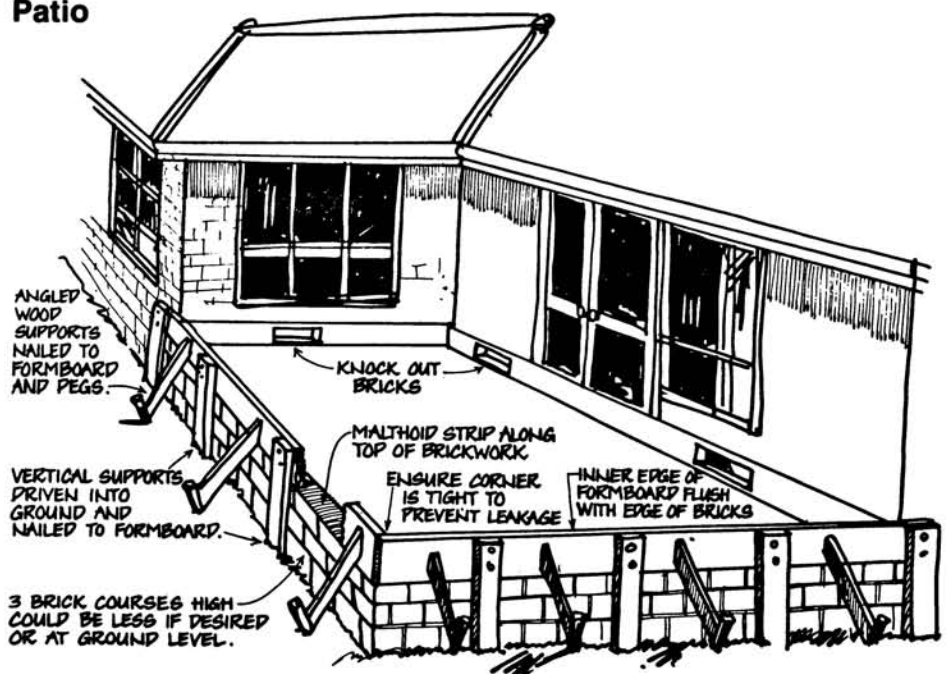 Patio
ANGLED
WOOD
SUPPORTS
NAILED TO
FORMBOARD
AND PEGS.
KNOCK OUT
BRICKS
MALTHOID STRIP ALONG
TOP OF BRICKWORK
VERTICAL SUPPORTS
DRIVEN INTO
GROUND AND
NAILED TO FORMBOARD.
ENSURE CORNER
IS TIGHT TO
PREVENT LEAKAGE
INNER EDGE OF
FORMBOARD FLUSH
WITH EDGE OF BRICKS
3 BRICK COURSES HIGH
COULD BE LESS IF DESIRED
OR AT GROUND LEVEL.